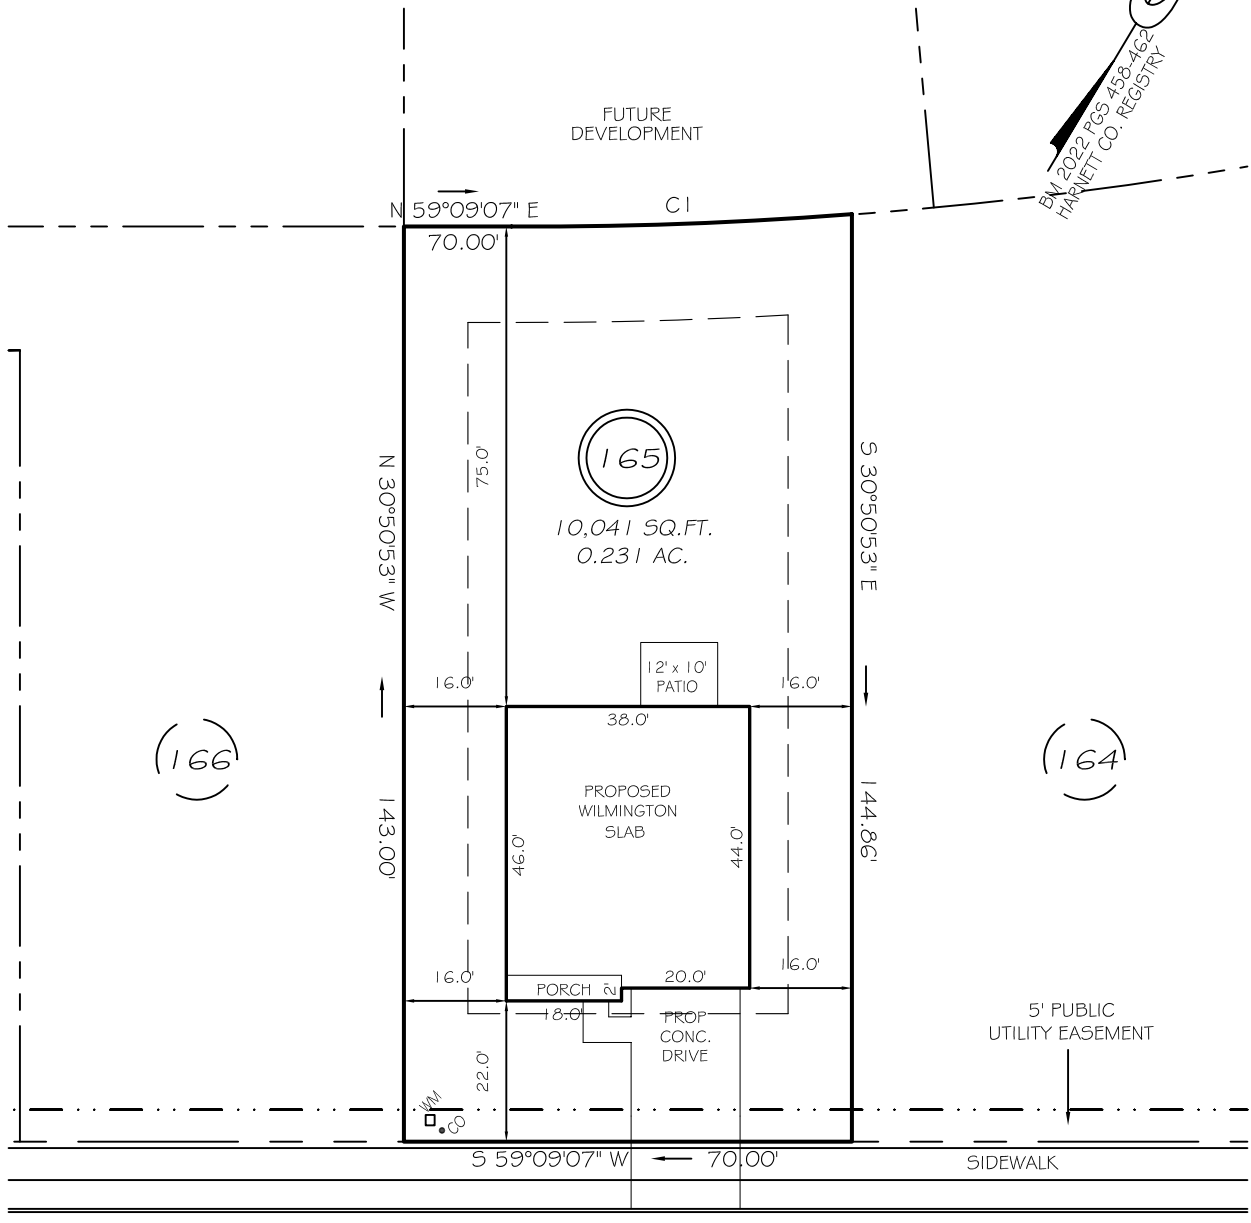 BM 2022 PGS 458-462
HARNETT CO. REGISTRY
FUTURE
DEVELOPMENT
N 59°09'07" E
C1
70.00'
75.0'
165
10,041 SQ.FT.
0.231 AC.
N 30°50'53" W
S 30°50'53" E
12' x 10'
PATIO
16.0'
16.0'
38.0'
166
164
PROPOSED
WILMINGTON
SLAB
143.00'
46.0'
44.0'
144.86'
16.0'
PORCH
2'
20.0'
16.0'
18.0'
PROP
CONC.
DRIVE
5' PUBLIC
UTILITY EASEMENT
22.0'
WM
CO
S 59°09'07" W
70.00'
SIDEWALK